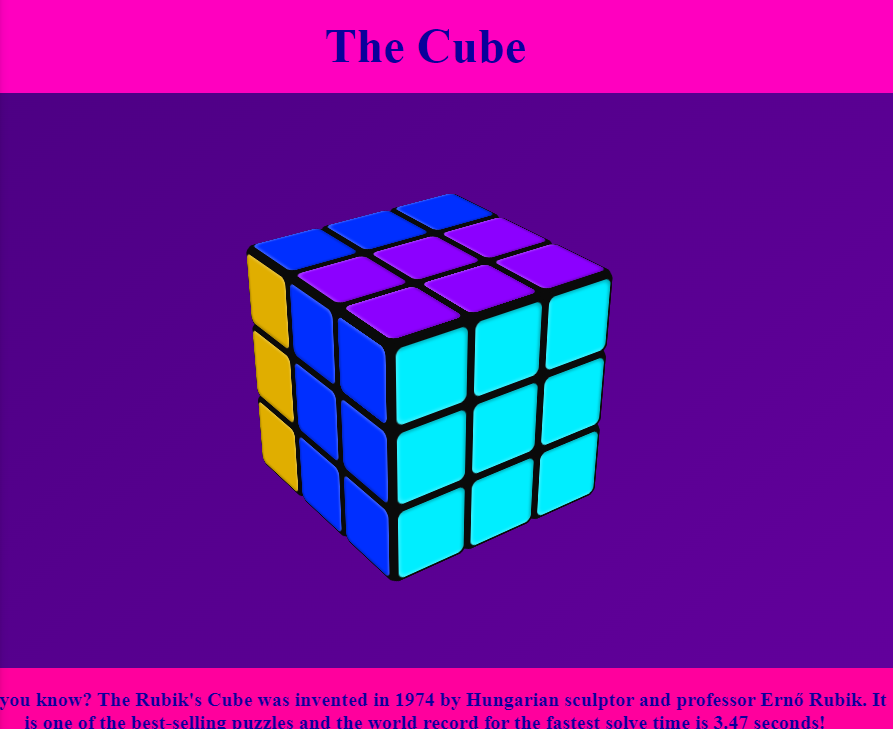 The Cube
you know? The Rubik's Cube was invented in 1974 by Hungarian sculptor and professor Ernő Rubik. It
is one of the best-selling puzzles and the world record for the fastest solve time is 3.47 seconds!